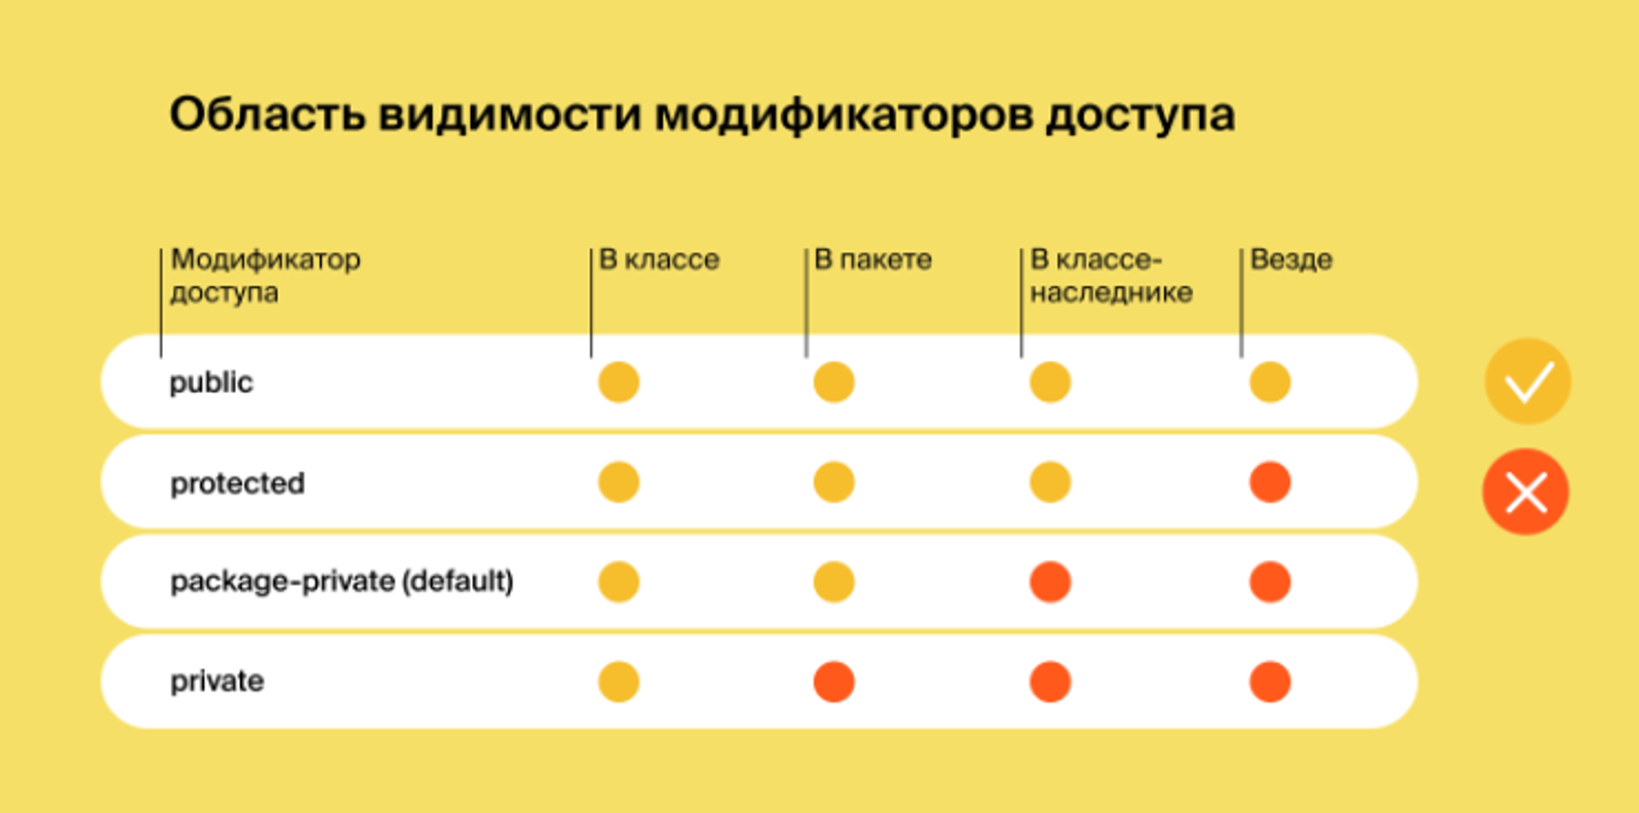 Область видимости модификаторов доступа
Модификатор
доступа
В классе
В пакете
В классе-
наследнике
Везде
public
protected
package-private (default)
private